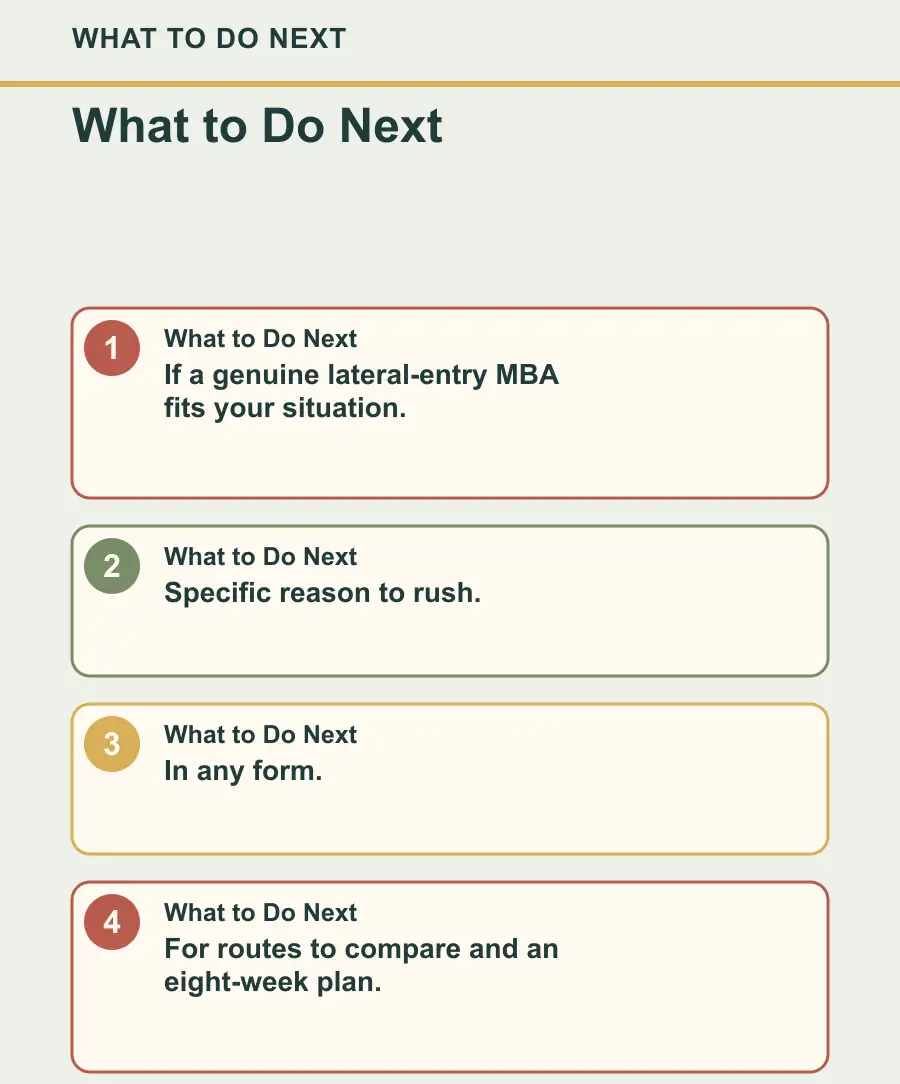 WHAT TO DO NEXT
What to Do Next
1
What to Do Next
If a genuine lateral-entry MBA
fits your situation.
2
What to Do Next
Specific reason to rush.
3
What to Do Next
In any form.
4
What to Do Next
For routes to compare and an
eight-week plan.